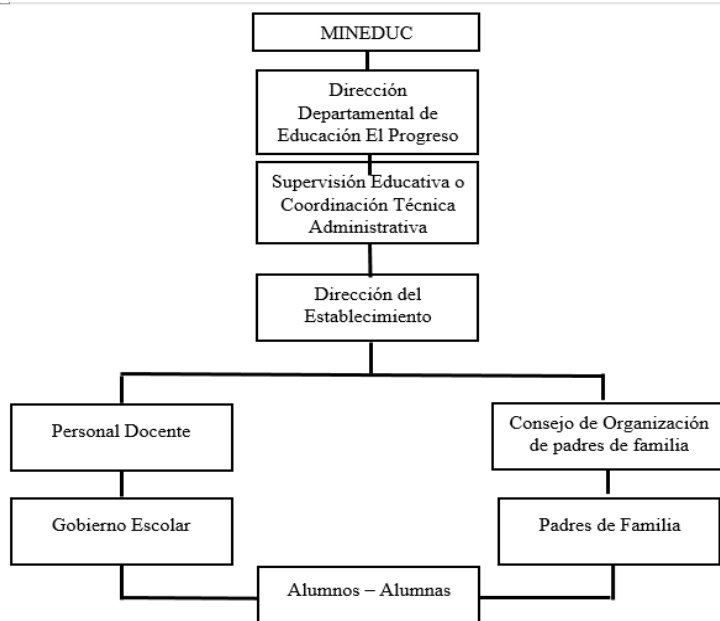 MINEDUC
Dirección
Departamental de
Educación El Progreso
Supervisión Educativa o
Coordinación Técnica
Administrativa
Dirección del
Establecimiento
Personal Docente
Consejo de Organización
de padres de familia
Gobierno Escolar
Padres de Familia
Alumnos – Alumnas